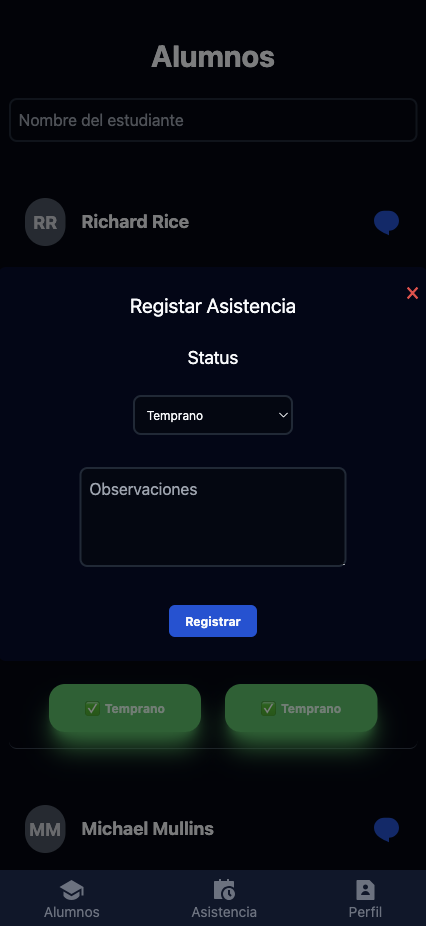 Alumnos
Nombre del estudiante
RR Richard Rice
Registar Asistencia
Status
Temprano
Observaciones
Registrar
✅ Temprano ✅ Temprano
MM Michael Mullins
Alumnos Asistencia Perfil